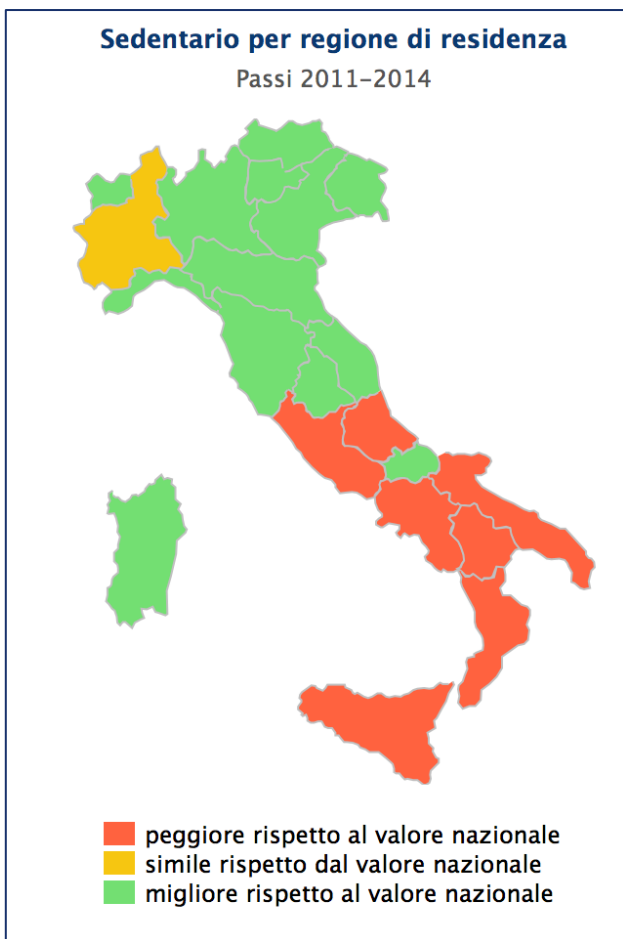 Sedentario per regione di residenza
Passi 2011-2014
peggiore rispetto al valore nazionale
simile rispetto dal valore nazionale
migliore rispetto al valore nazionale